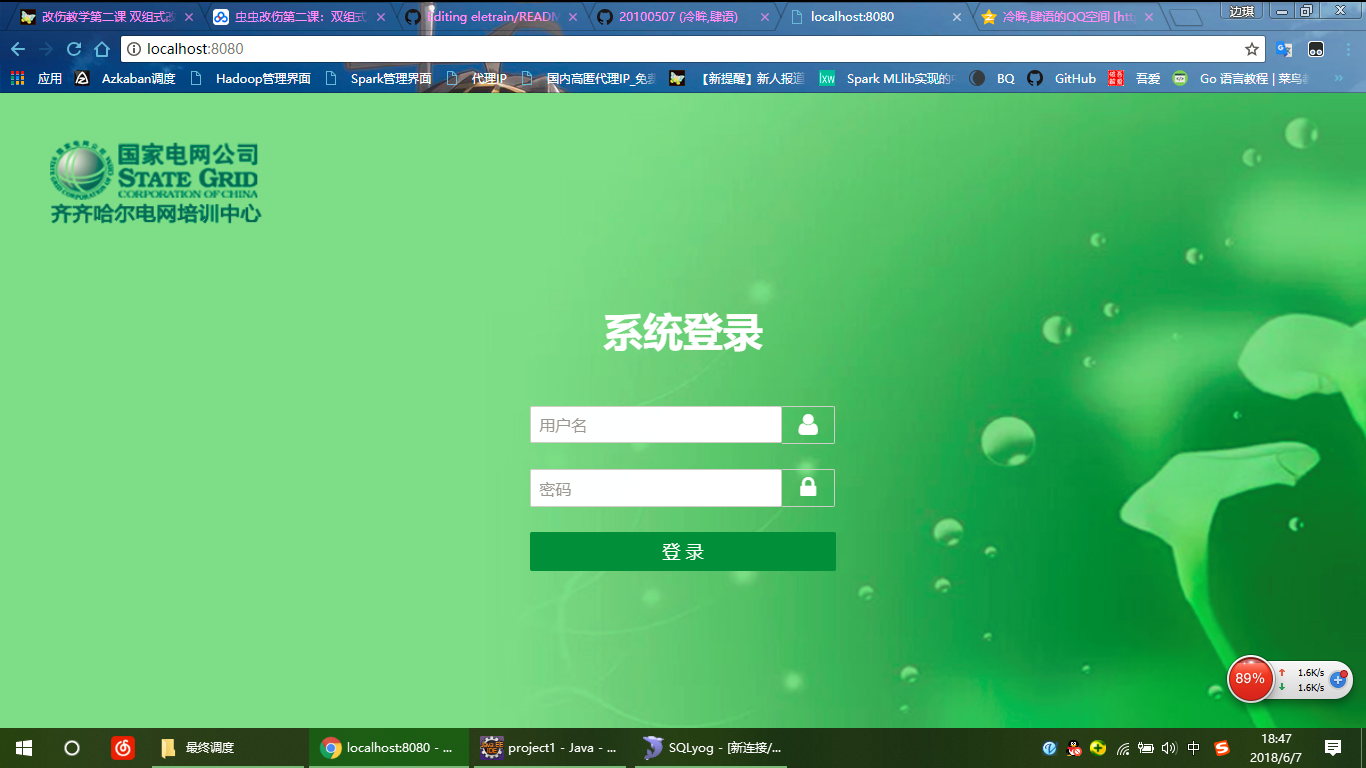 改伤教学第二课 双组式改
虫虫改伤第二课：双组式
Editing eletrain/READM
20100507 (冷眸,肆语)
localhost:8080
冷眸,肆语的QQ空间 [htt
边琪
localhost:8080
应用 Azkaban调度 Hadoop管理界面 Spark管理界面 代理IP 国内高匿代理IP_免费 【新提醒】新人报道 Spark MLlib实现的中 BQ GitHub 吾爱 Go 语言教程 | 菜鸟教
国家电网公司
STATE GRID
CORPORATION OF CHINA
齐齐哈尔电网培训中心
系统登录
用户名
密码
登 录
89%
1.6K/s
1.6K/s
最终调度
localhost:8080 - ...
project1 - Java - ...
SQLyog - [新连接/...
中
18:47
2018/6/7